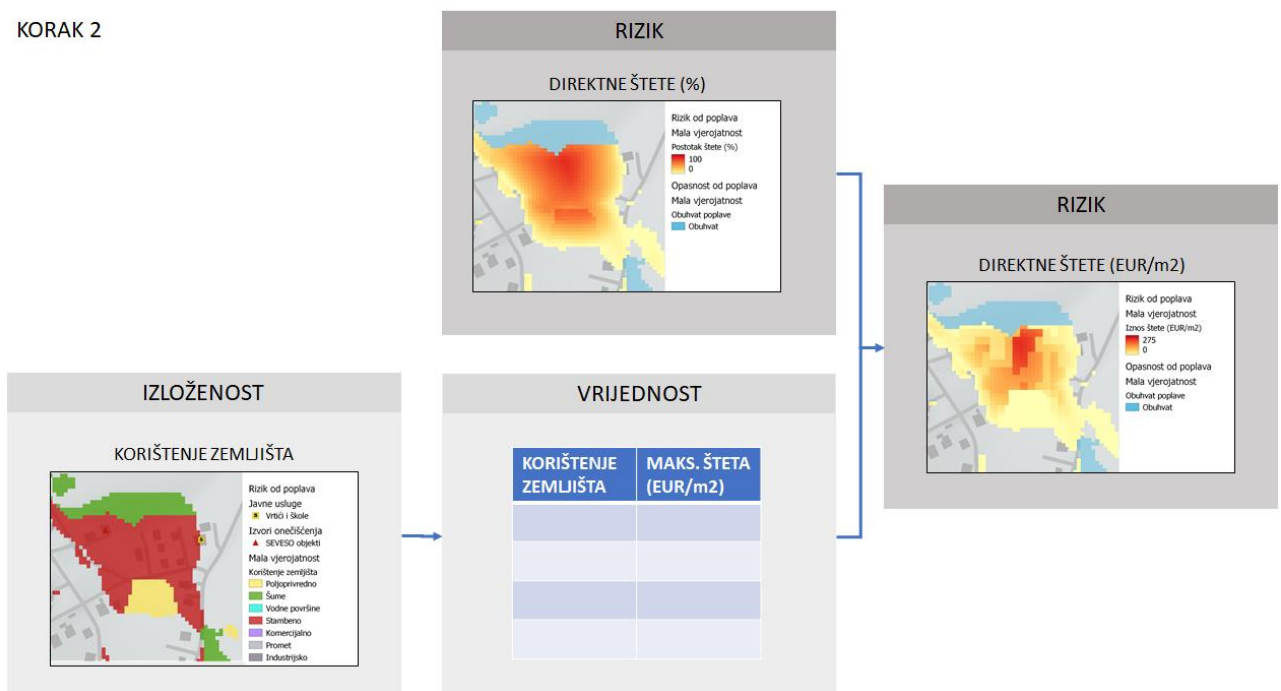 KORAK 2
RIZIK
DIREKTNE ŠTETE (%)
Rizik od poplava
Mala vjerojatnost
Postotak štete (%)
100
0
Opasnost od poplava
Mala vjerojatnost
Obuhvat poplave
Obuhvat
IZLOŽENOST
KORIŠTENJE ZEMLJIŠTA
Rizik od poplava
Javne usluge
Vrtići i škole
Izvori onečišćenja
SEVESO objekti
Mala vjerojatnost
Korištenje zemljišta
Poljoprivredno
Šume
Vodne površine
Stambeno
Komercijalno
Promet
Industrijsko
VRIJEDNOST
KORIŠTENJE
ZEMLJIŠTA
MAKS. ŠTETA
(EUR/m2)
RIZIK
DIREKTNE ŠTETE (EUR/m2)
Rizik od poplava
Mala vjerojatnost
Iznos štete (EUR/m2)
275
0
Opasnost od poplava
Mala vjerojatnost
Obuhvat poplave
Obuhvat